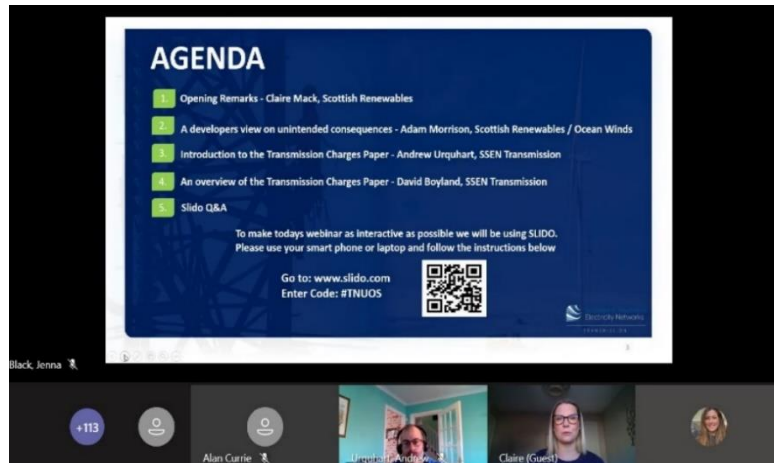 AGENDA
1. Opening Remarks - Claire Mack, Scottish Renewables
2. A developers view on unintended consequences - Adam Morrison, Scottish Renewables / Ocean Winds
3. Introduction to the Transmission Charges Paper - Andrew Urquhart, SSEN Transmission
4. An overview of the Transmission Charges Paper - David Boyland, SSEN Transmission
5. Slido Q&A
To make todays webinar as interactive as possible we will be using SLIDO.
Please use your smart phone or laptop and follow the instructions below
Go to: www.slido.com
Enter Code: #TNUOS
Electricity Networks
TRANSMISSION
Black, Jenna
+113
Alan Currie
Urquhart, Andrew
Claire (Guest)